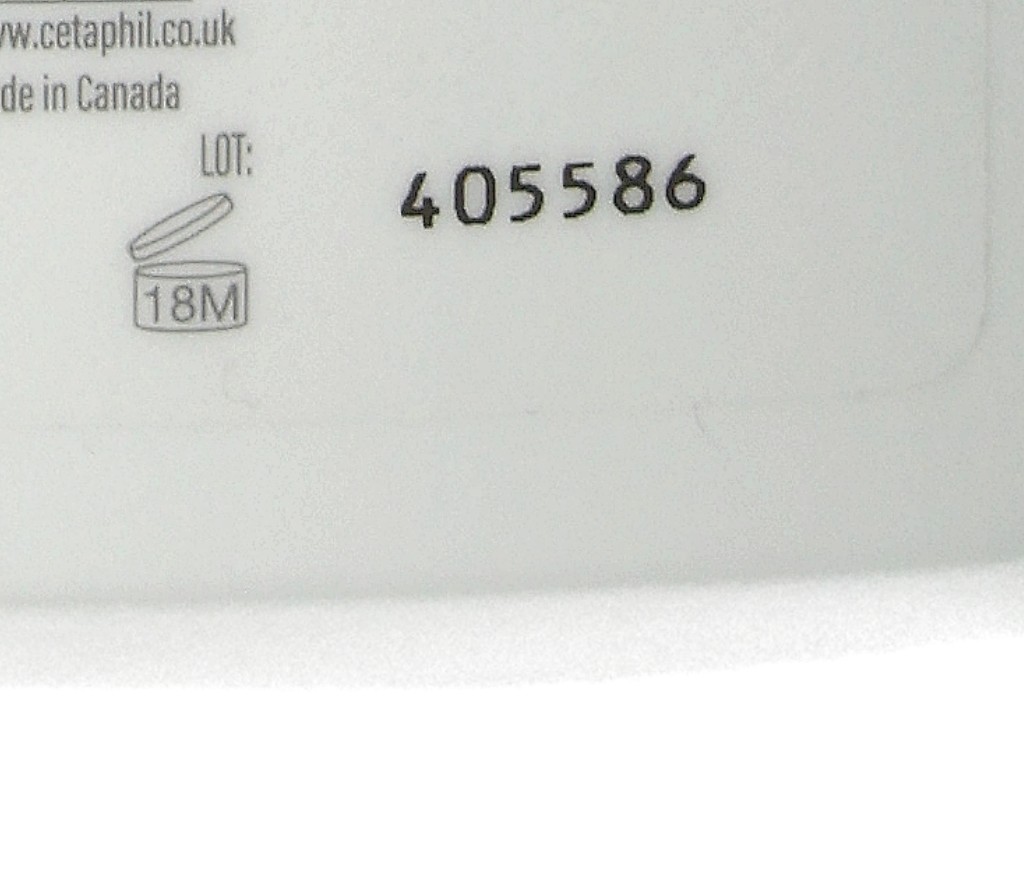 w.cetaphil.co.uk
de in Canada
LOT:
405586
18M